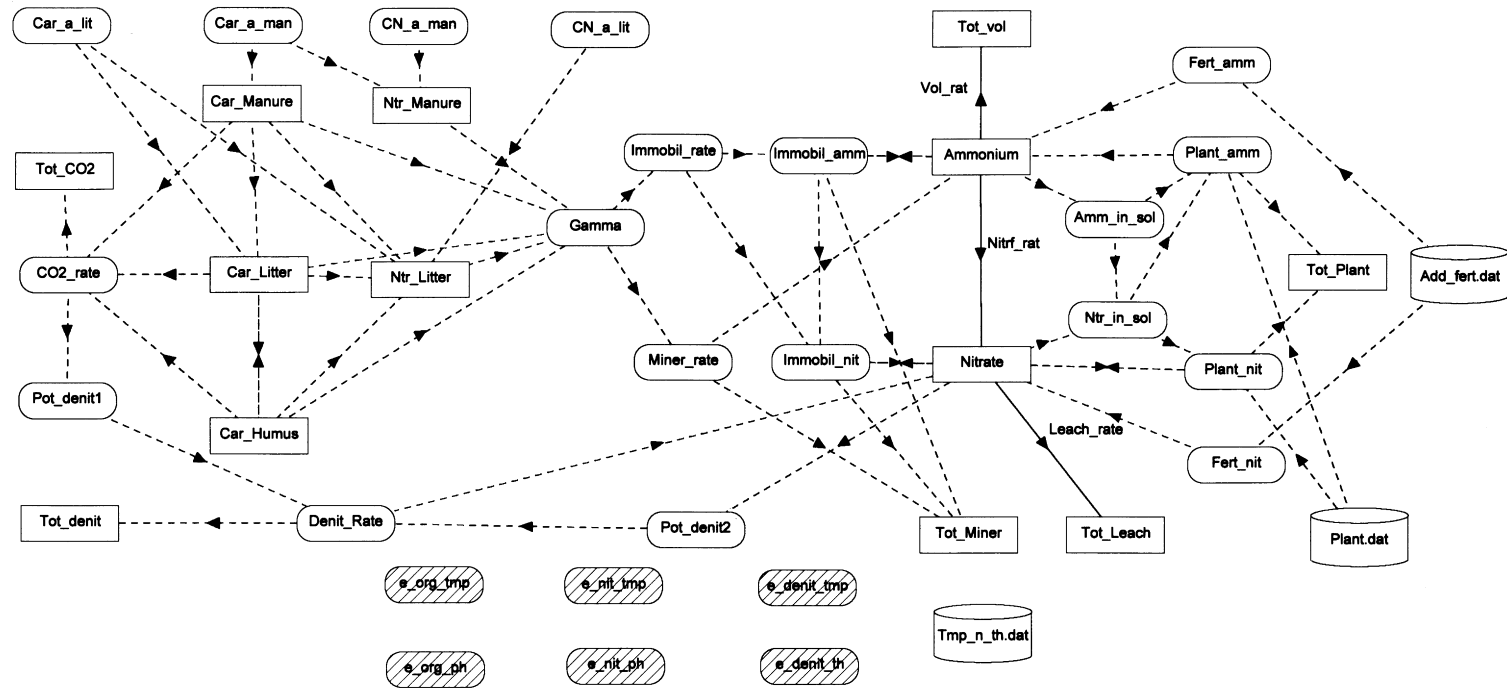 Car_a_lit
Car_a_man
CN_a_man
CN_a_lit
Tot_vol
Fert_amm
Vol_rat
Car_Manure
Ntr_Manure
Tot_CO2
Immobil_rate
Immobil_amm
Ammonium
Plant_amm
Gamma
Amm_in_sol
Nitrf_rat
CO2_rate
Car_Litter
Ntr_Litter
Tot_Plant
Add_fert.dat
Ntr_in_sol
Miner_rate
Immobil_nit
Nitrate
Plant_nit
Pot_denit1
Car_Humus
Leach_rate
Fert_nit
Tot_denit
Denit_Rate
Pot_denit2
Tot_Miner
Tot_Leach
Plant.dat
e_org_tmp
e_nit_tmp
e_denit_tmp
Tmp_n_th.dat
e_org_ph
e_nit_ph
e_denit_th